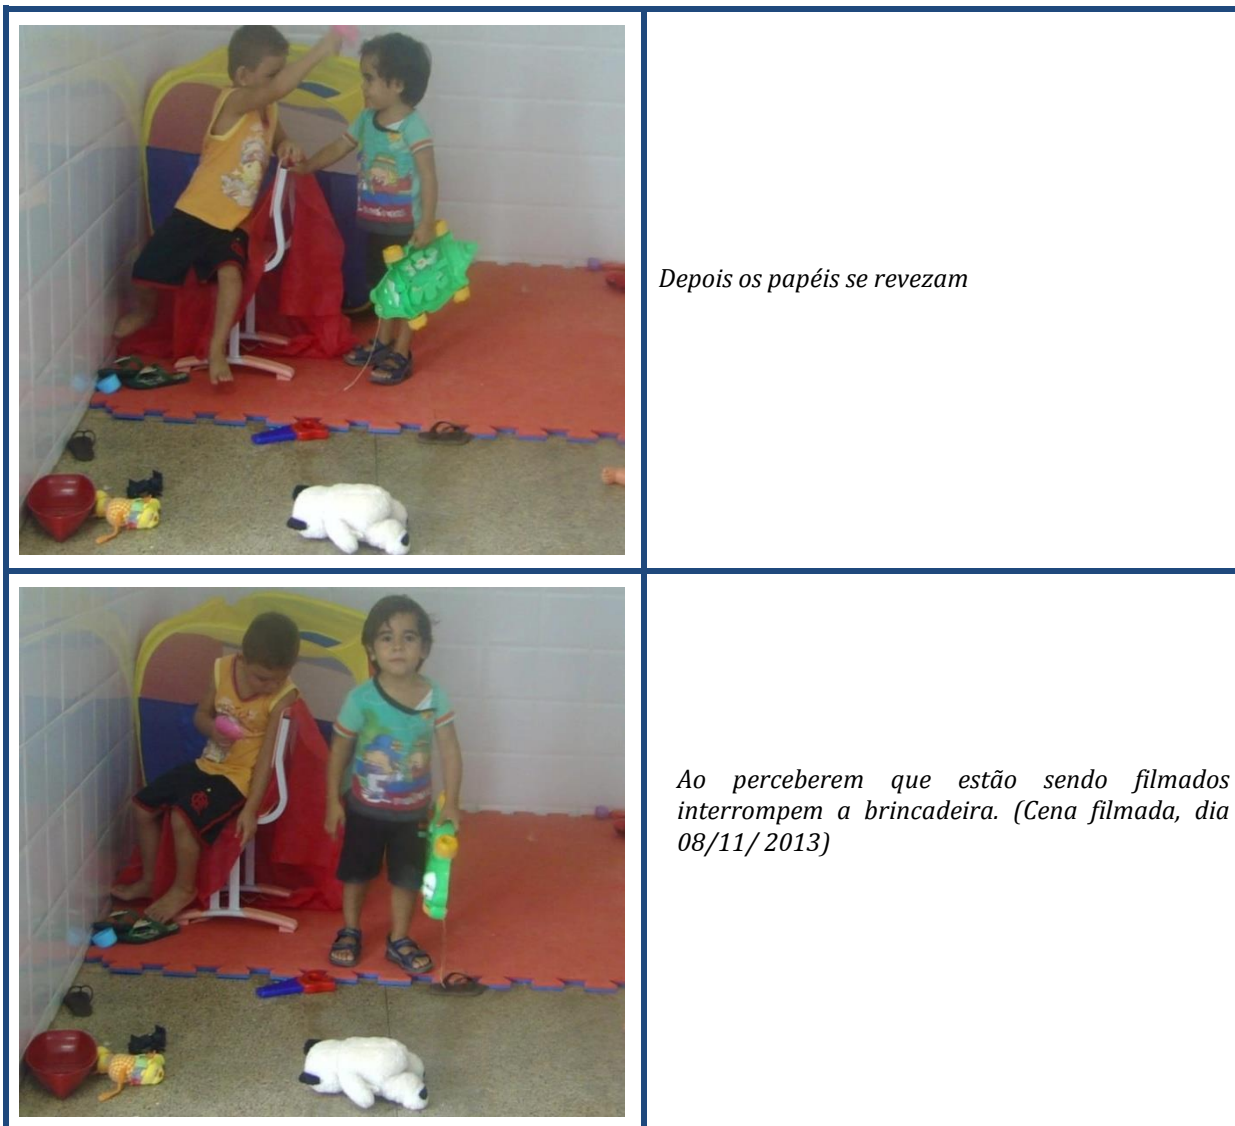 Depois os papéis se revezam
Ao perceberem que estão sendo filmados
interrompem a brincadeira. (Cena filmada, dia
08/11/ 2013)